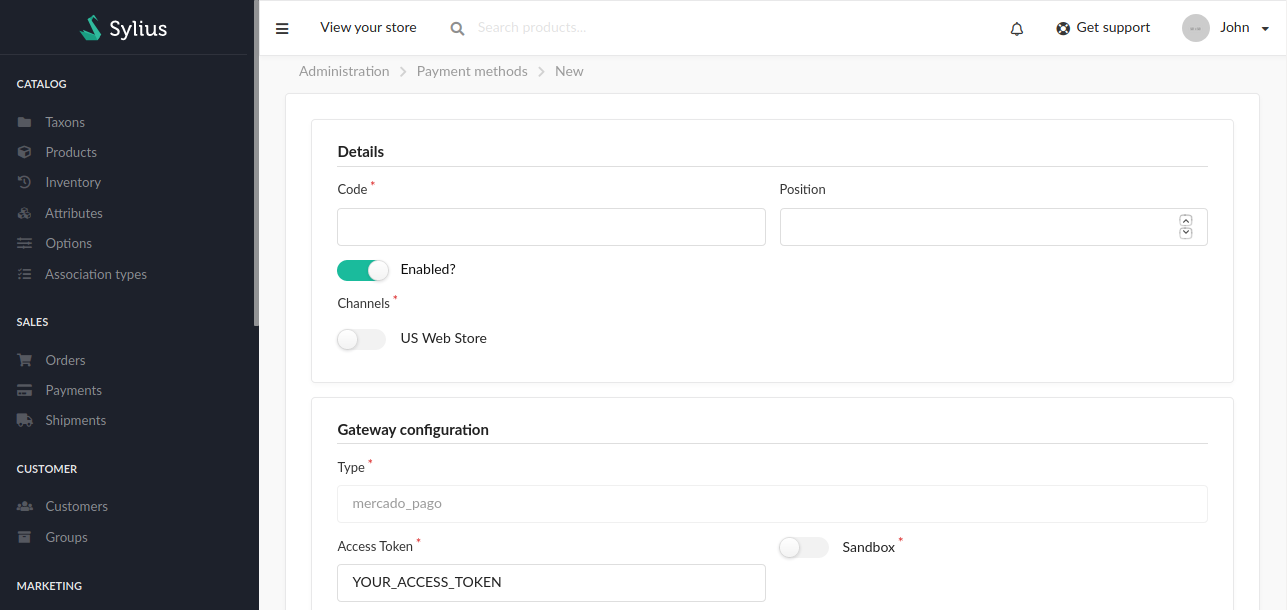 Sylius
View your store
Search products...
Get support
John
CATALOG
Taxons
Products
Inventory
Attributes
Options
Association types
SALES
Orders
Payments
Shipments
CUSTOMER
Customers
Groups
MARKETING
Administration > Payment methods > New
Details
Code *
Position
Enabled?
Channels *
US Web Store
Gateway configuration
Type *
mercado_pago
Access Token *
Sandbox *
YOUR_ACCESS_TOKEN